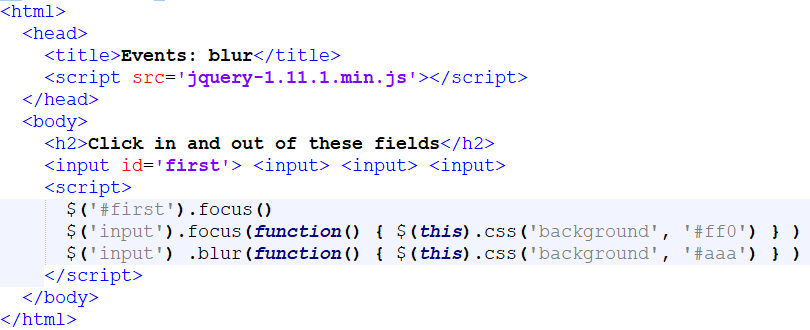 <html>
<head>
<title>Events: blur</title>
<script src='jquery-1.11.1.min.js'></script>
</head>
<body>
<h2>Click in and out of these fields</h2>
<input id='first'> <input> <input> <input>
<script>
$('#first').focus()
$('input').focus(function() { $(this).css('background', '#ff0') } )
$('input') .blur(function() { $(this).css('background', '#aaa') } )
</script>
</body>
</html>